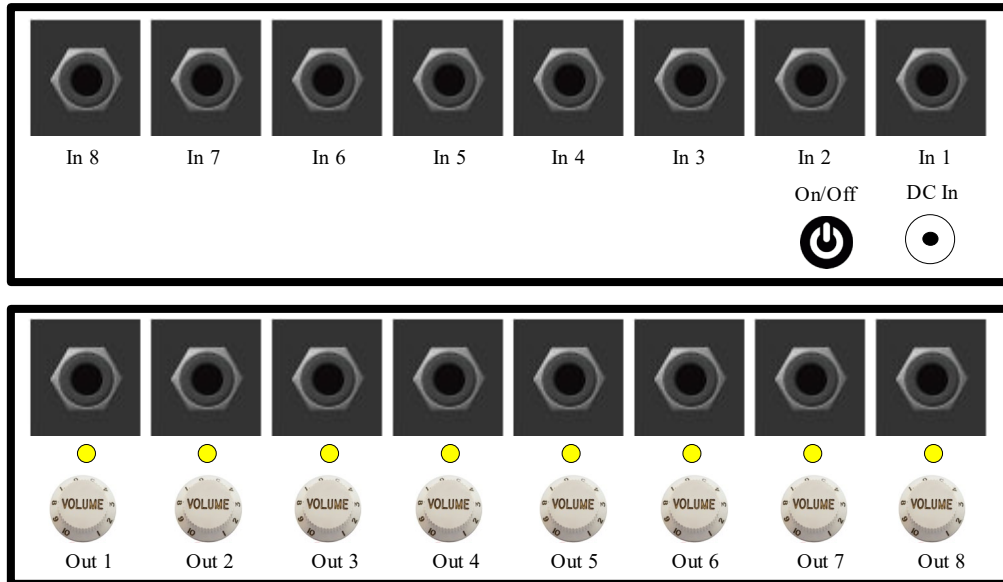 In 8 In 7 In 6 In 5 In 4 In 3 In 2 In 1
On/Off DC In
VOLUME VOLUME VOLUME VOLUME VOLUME VOLUME VOLUME VOLUME
Out 1 Out 2 Out 3 Out 4 Out 5 Out 6 Out 7 Out 8